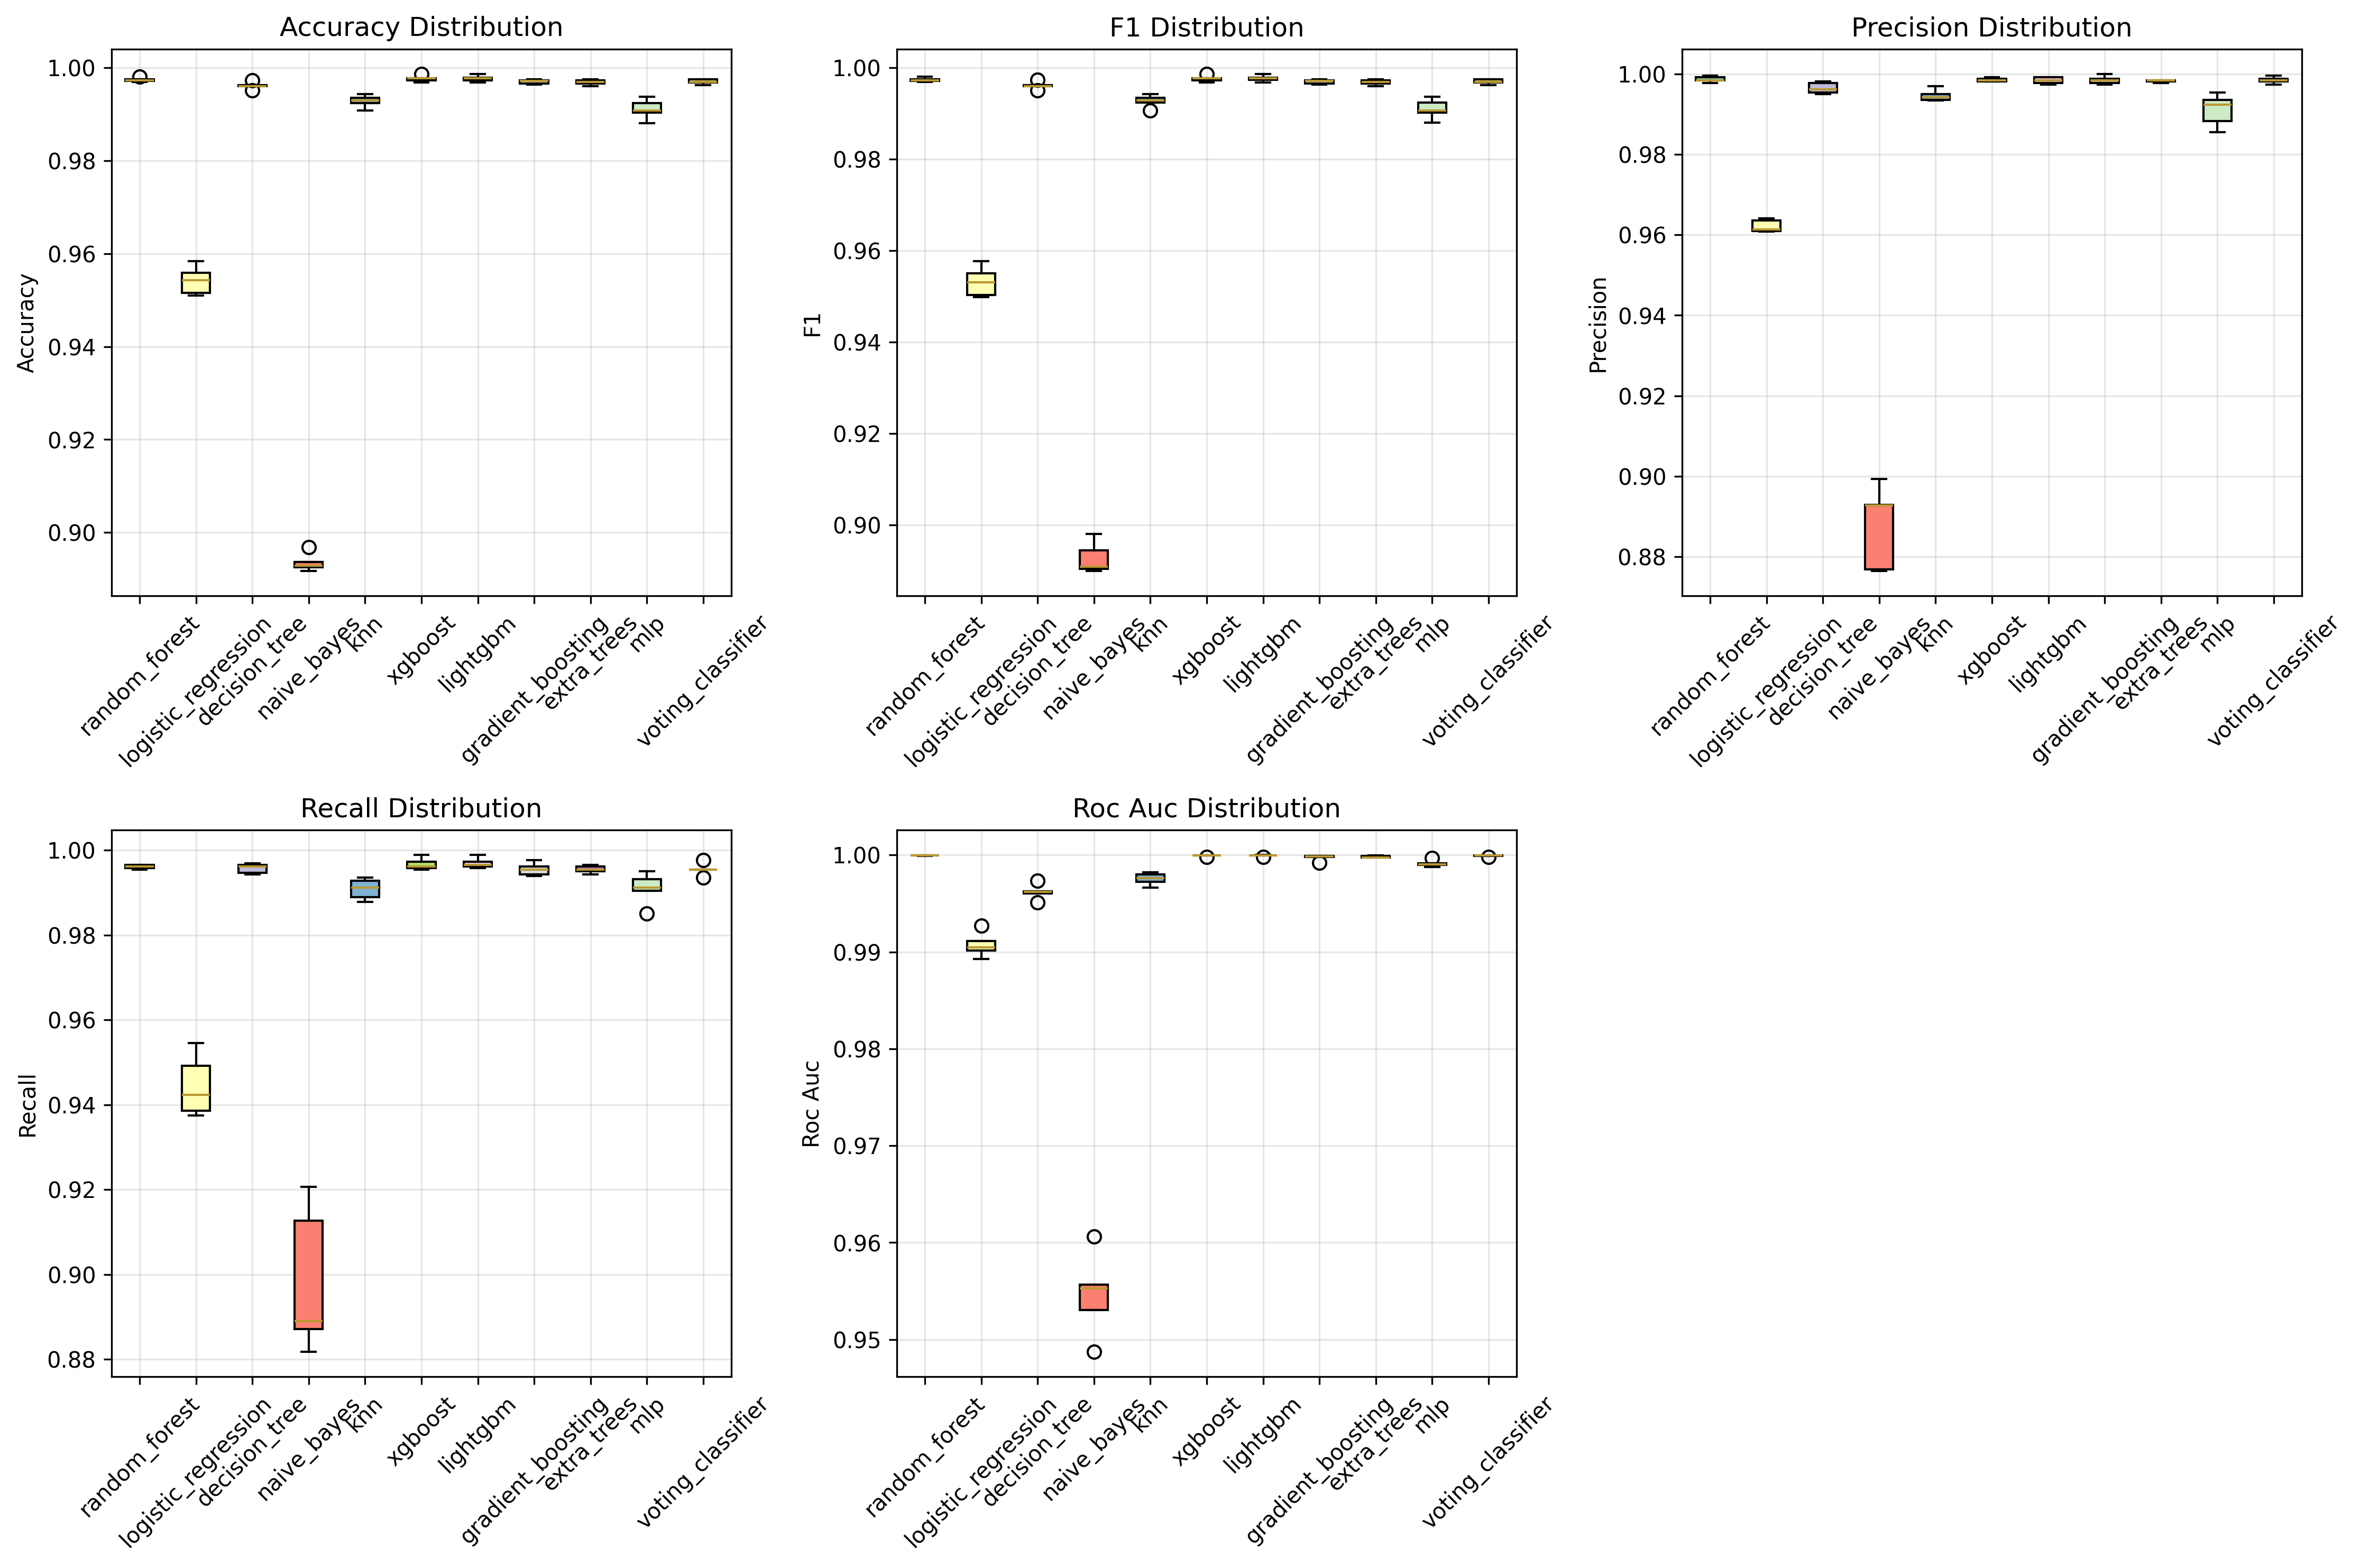 Accuracy Distribution
Accuracy
1.00
0.98
0.96
0.94
0.92
0.90
random_forest
logistic_regression
decision_tree
naive_bayes
knn
xgboost
lightgbm
gradient_boosting
extra_trees
mlp
voting_classifier
F1 Distribution
F1
1.00
0.98
0.96
0.94
0.92
0.90
random_forest
logistic_regression
decision_tree
naive_bayes
knn
xgboost
lightgbm
gradient_boosting
extra_trees
mlp
voting_classifier
Precision Distribution
Precision
1.00
0.98
0.96
0.94
0.92
0.90
0.88
random_forest
logistic_regression
decision_tree
naive_bayes
knn
xgboost
lightgbm
gradient_boosting
extra_trees
mlp
voting_classifier
Recall Distribution
Recall
1.00
0.98
0.96
0.94
0.92
0.90
0.88
random_forest
logistic_regression
decision_tree
naive_bayes
knn
xgboost
lightgbm
gradient_boosting
extra_trees
mlp
voting_classifier
Roc Auc Distribution
Roc Auc
1.00
0.99
0.98
0.97
0.96
0.95
random_forest
logistic_regression
decision_tree
naive_bayes
knn
xgboost
lightgbm
gradient_boosting
extra_trees
mlp
voting_classifier